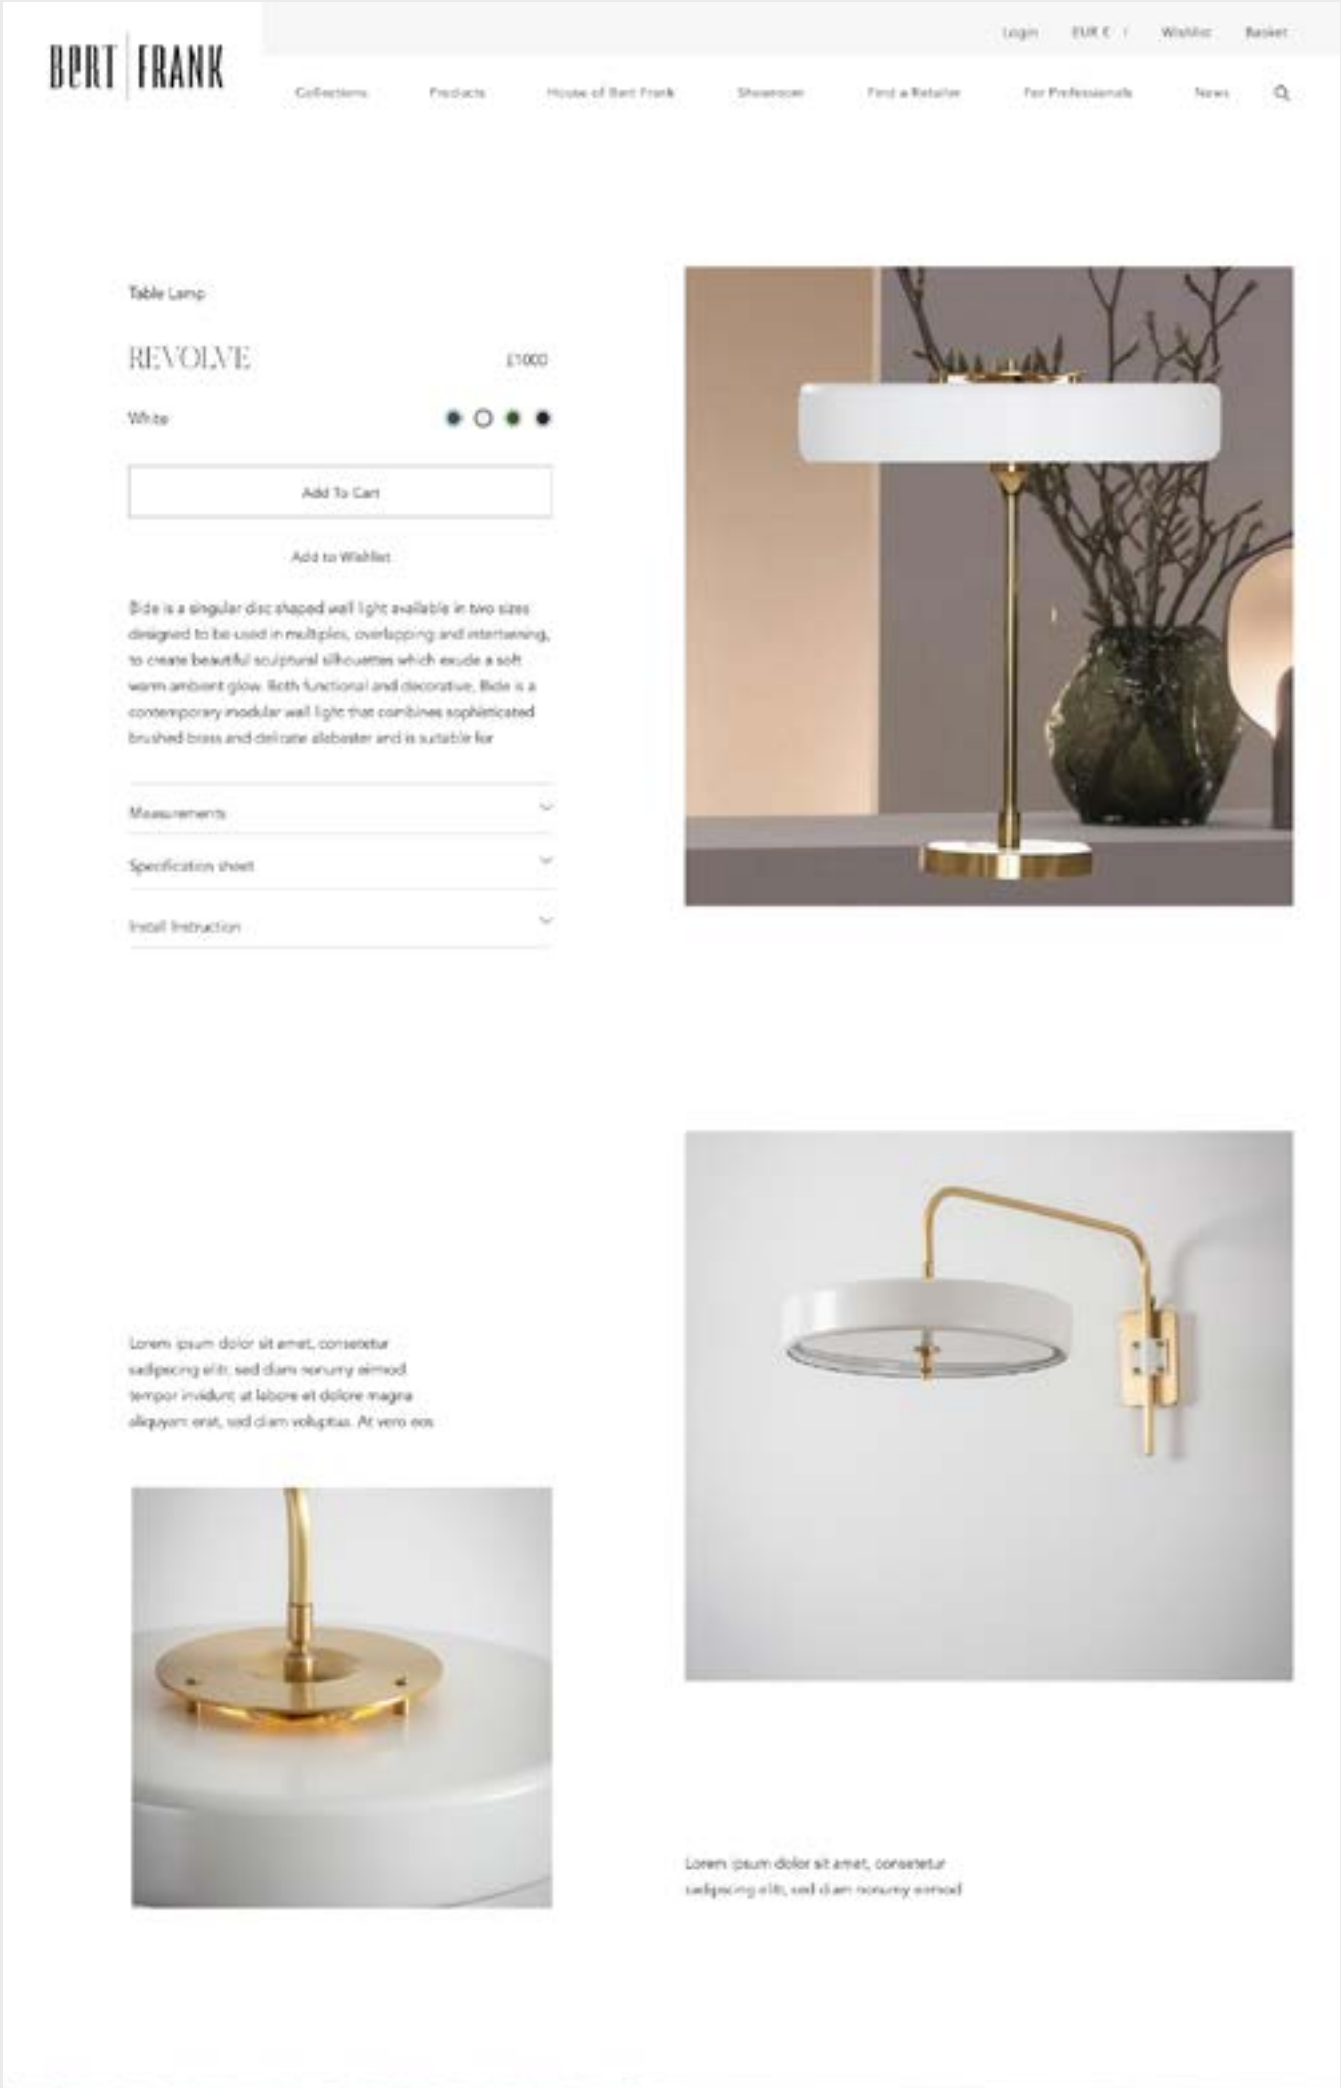 BERT FRANK
Login EUR € Wishlist Basket
Collections Products House of Bert Frank Showroom Find a Retailer For Professionals News
Table Lamp
REVOLVE £1000
White
Add To Cart
Add to Wishlist
Bide is a singular disc shaped wall light available in two sizes
designed to be used in multiples, overlapping and intertwining,
to create beautiful sculptural silhouettes which exude a soft
warm ambient glow. Both functional and decorative, Bide is a
contemporary modular wall light that combines sophisticated
brushed brass and delicate alabaster and is suitable for
Measurements
Specification sheet
Install Instruction
Lorem ipsum dolor sit amet, consetetur
sadipscing elitr, sed diam nonumy eirmod
tempor invidunt ut labore et dolore magna
aliquyam erat, sed diam voluptua. At vero eos
Lorem ipsum dolor sit amet, consetetur
sadipscing elitr, sed diam nonumy eirmod